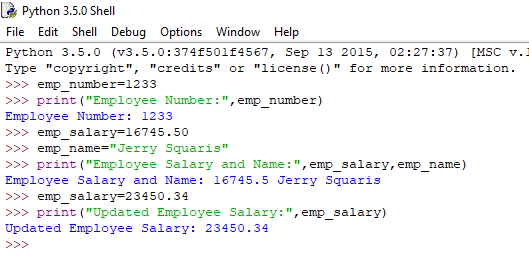 Python 3.5.0 Shell
File Edit Shell Debug Options Window Help
Python 3.5.0 (v3.5.0:374f501f4567, Sep 13 2015, 02:27:37) [MSC v.1
Type "copyright", "credits" or "license()" for more information.
>>> emp_number=1233
>>> print("Employee Number:",emp_number)
Employee Number: 1233
>>> emp_salary=16745.50
>>> emp_name="Jerry Squaris"
>>> print("Employee Salary and Name:",emp_salary,emp_name)
Employee Salary and Name: 16745.5 Jerry Squaris
>>> emp_salary=23450.34
>>> print("Updated Employee Salary:",emp_salary)
Updated Employee Salary: 23450.34
>>>